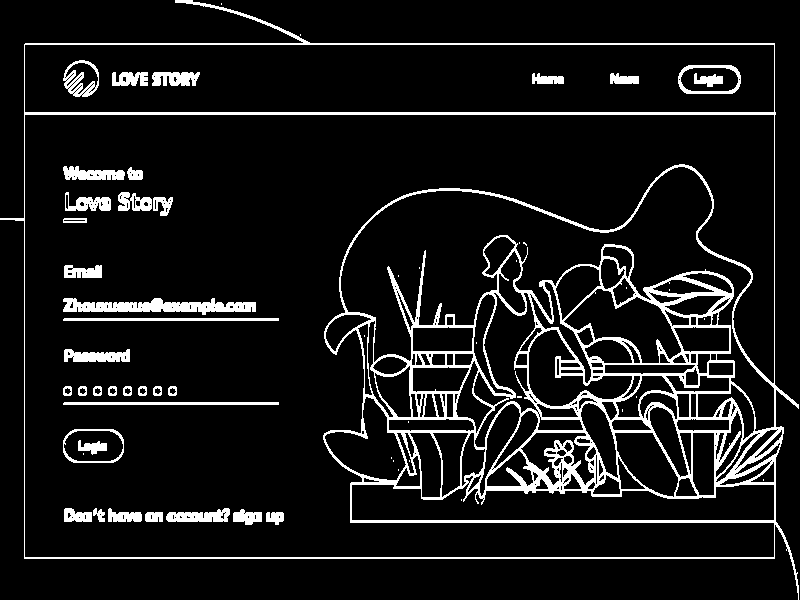 LOVE STORY
Home
News
Login
Welcome to
Love Story
Email
Zhouxuexue@example.com
Password
Login
Don't have an account? sign up